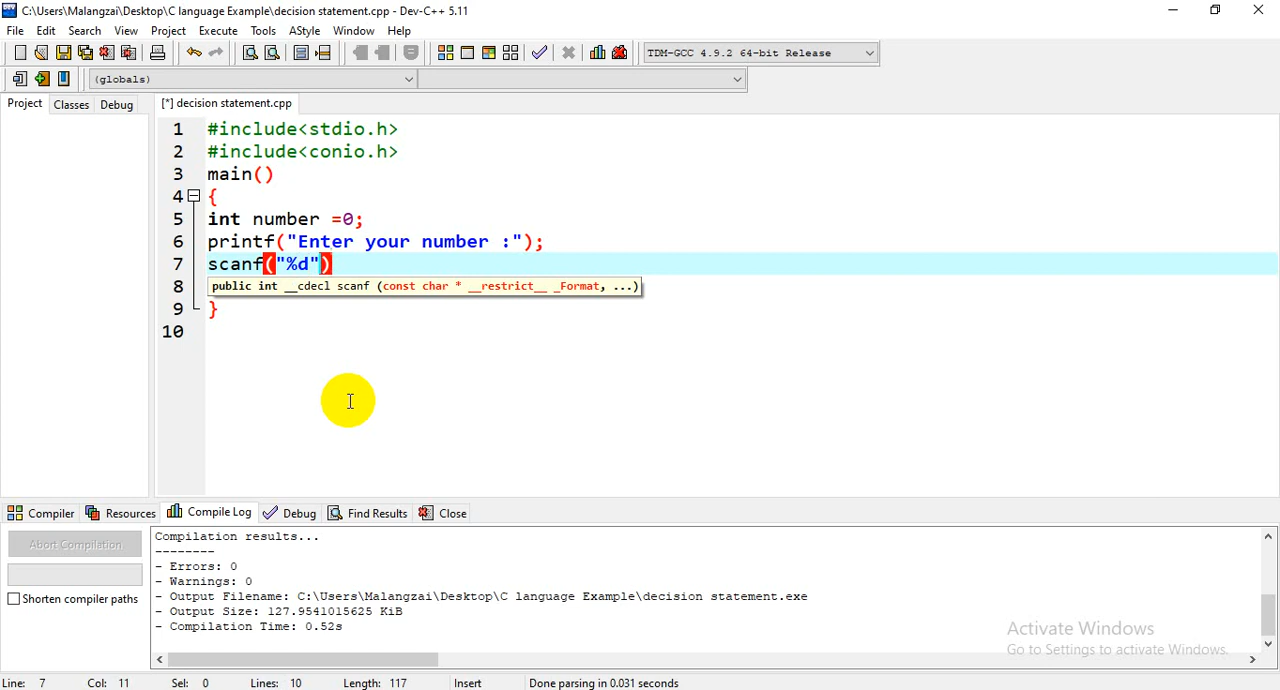 C:\Users\Malangzai\Desktop\C language Example\decision statement.cpp - Dev-C++ 5.11
File Edit Search View Project Execute Tools AStyle Window Help
TDM-GCC 4.9.2 64-bit Release
(globals)
Project Classes Debug [*] decision statement.cpp
1 #include<stdio.h>
2 #include<conio.h>
3 main()
4 {
5 int number =0;
6 printf("Enter your number :");
7 scanf("%d")
8 public int __cdecl scanf (const char * __restrict__ _Format, ...)
9 }
10
Compiler Resources Compile Log Debug Find Results Close
Abort Compilation
Shorten compiler paths
Compilation results...
--------
- Errors: 0
- Warnings: 0
- Output Filename: C:\Users\Malangzai\Desktop\C language Example\decision statement.exe
- Output Size: 127.9541015625 KiB
- Compilation Time: 0.52s
Activate Windows
Go to Settings to activate Windows.
Line: 7 Col: 11 Sel: 0 Lines: 10 Length: 117 Insert Done parsing in 0.031 seconds